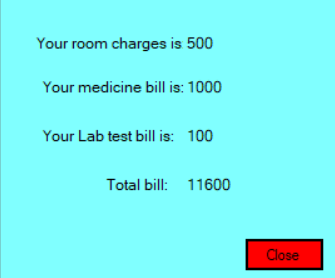 Your room charges is 500
Your medicine bill is: 1000
Your Lab test bill is: 100
Total bill: 11600
Close